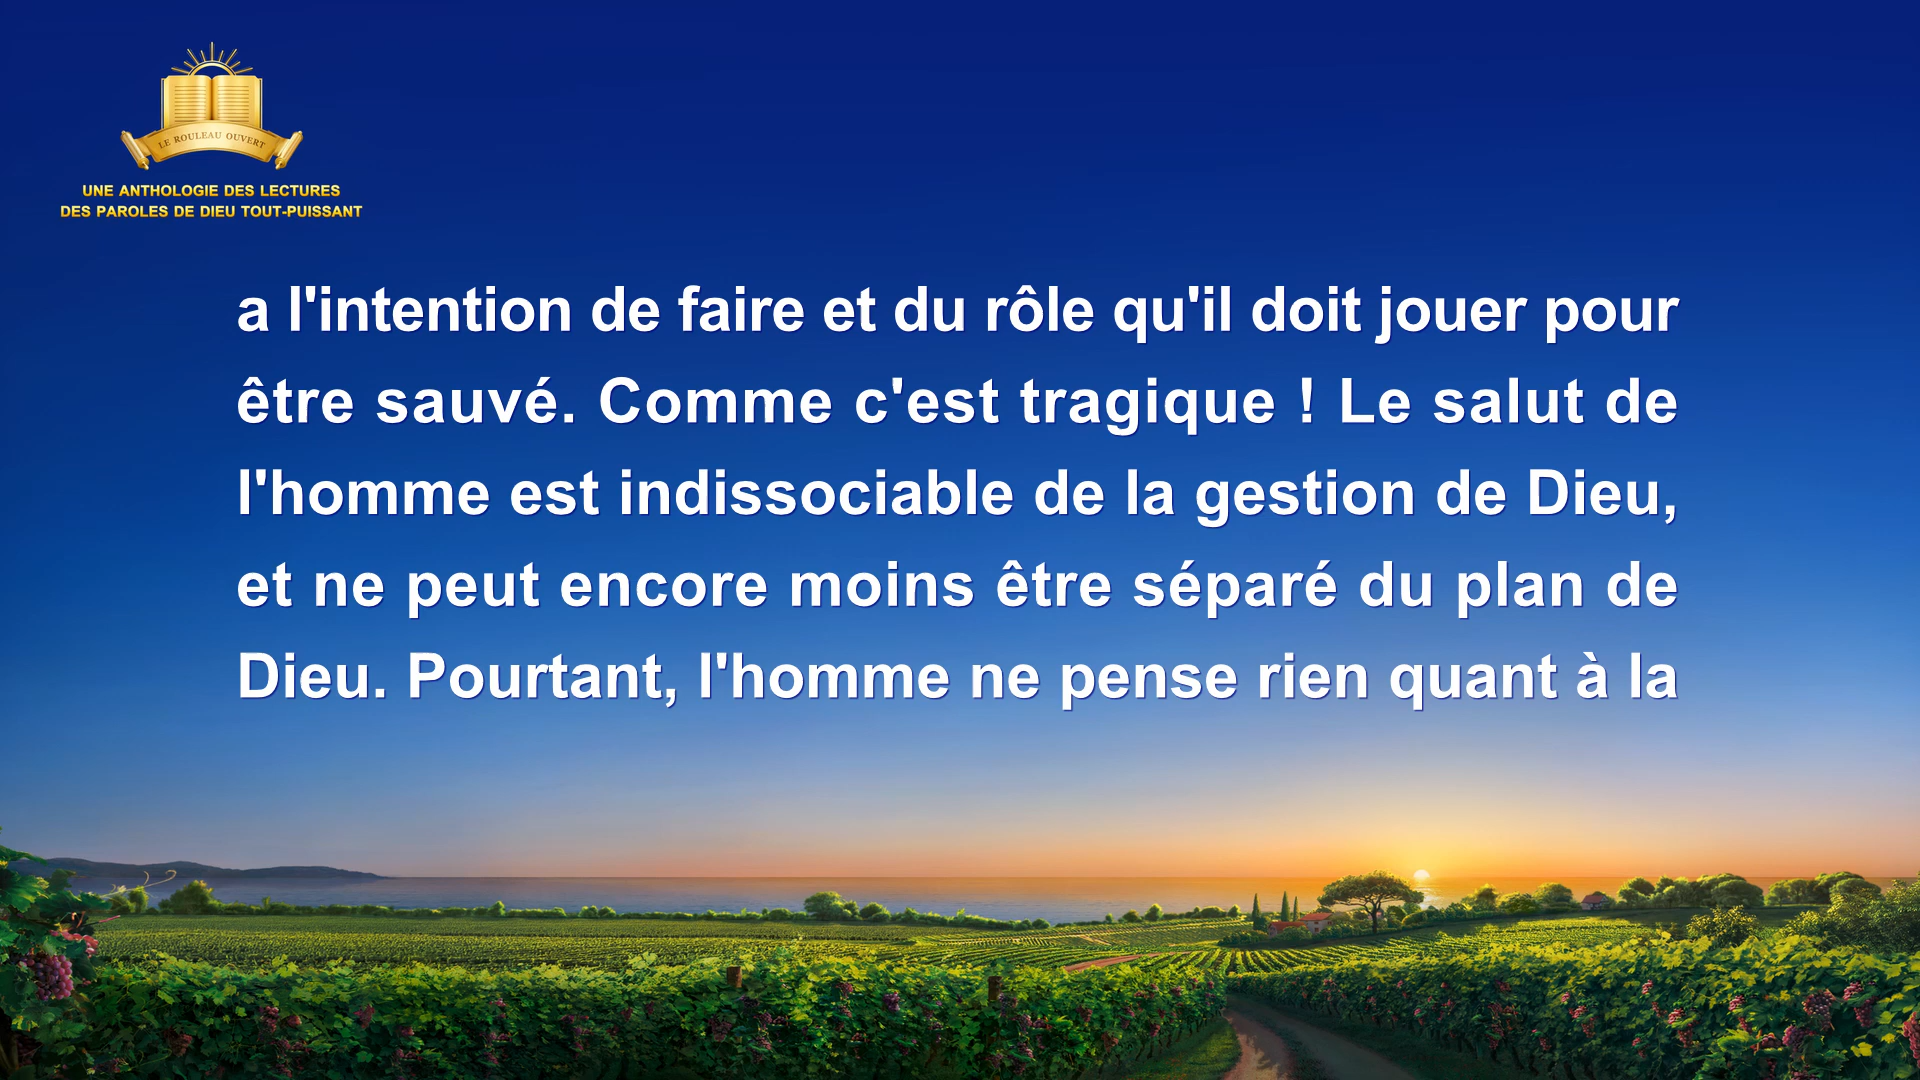 LE ROULEAU OUVERT
UNE ANTHOLOGIE DES LECTURES
DES PAROLES DE DIEU TOUT-PUISSANT
a l'intention de faire et du rôle qu'il doit jouer pour
être sauvé. Comme c'est tragique ! Le salut de
l'homme est indissociable de la gestion de Dieu,
et ne peut encore moins être séparé du plan de
Dieu. Pourtant, l'homme ne pense rien quant à la